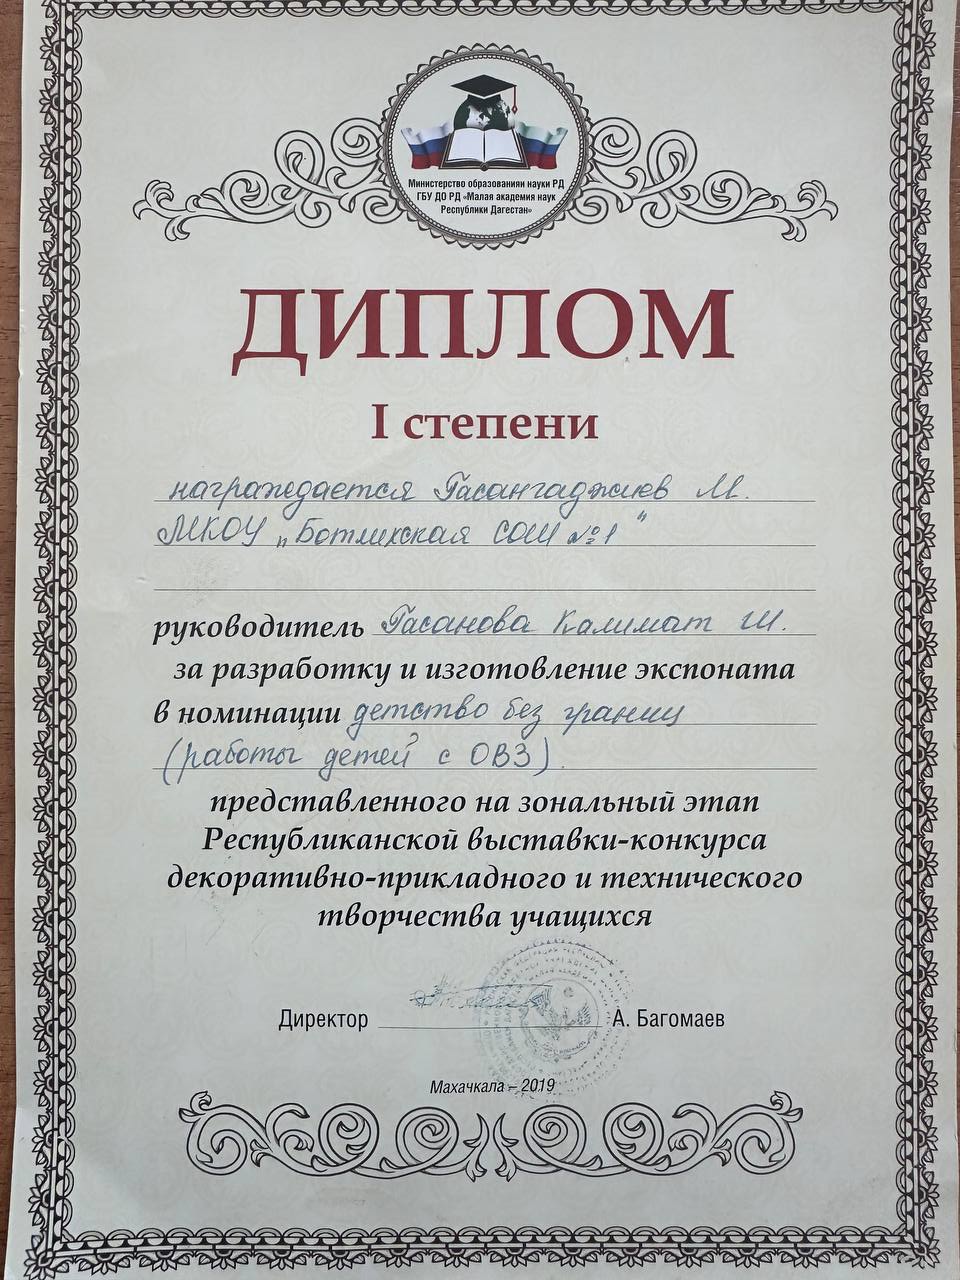 Министерство образованиян науки РД
ГБУ ДО РД «Малая академия наук
Республики Дагестан»
ДИПЛОМ
I степени
награждается Гасангаджиев М.
МКОУ „Ботлихская СОШ №1"
руководитель Гасанова Калимат Ш.
за разработку и изготовление экспоната
в номинации детство без границ
(работы детей с ОВЗ).
представленного на зональный этап
Республиканской выставки-конкурса
декоративно-прикладного и технического
творчества учащихся
Директор А. Багомаев
Махачкала – 2019